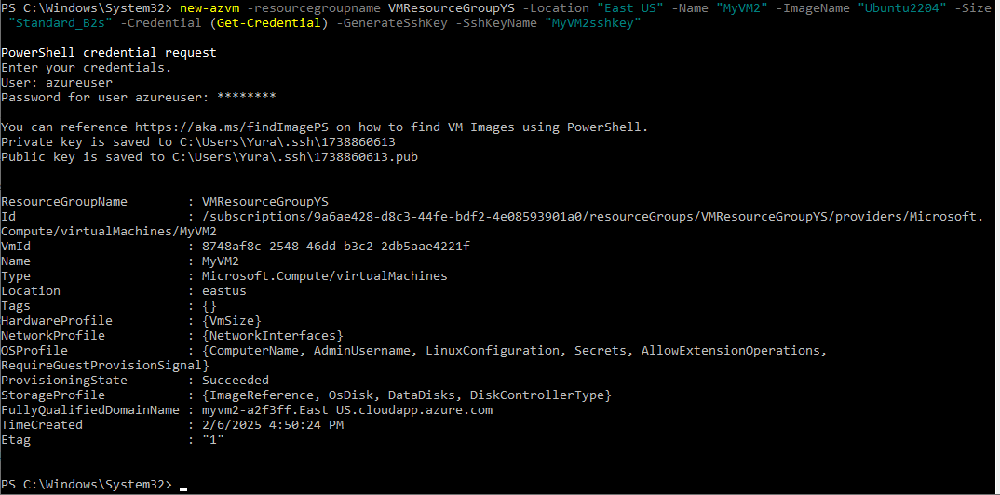 PS C:\Windows\System32> new-azvm -resourcegroupname VMResourceGroupYS -Location "East US" -Name "MyVM2" -ImageName "Ubuntu2204" -Size
"Standard_B2s" -Credential (Get-Credential) -GenerateSshKey -SshKeyName "MyVM2sshkey"
PowerShell credential request
Enter your credentials.
User: azureuser
Password for user azureuser: ********
You can reference https://aka.ms/findImagePS on how to find VM Images using PowerShell.
Private key is saved to C:\Users\Yura\.ssh\1738860613
Public key is saved to C:\Users\Yura\.ssh\1738860613.pub
ResourceGroupName : VMResourceGroupYS
Id : /subscriptions/9a6ae428-d8c3-44fe-bdf2-4e08593901a0/resourceGroups/VMResourceGroupYS/providers/Microsoft.
Compute/virtualMachines/MyVM2
VmId : 8748af8c-2548-46dd-b3c2-2db5aae4221f
Name : MyVM2
Type : Microsoft.Compute/virtualMachines
Location : eastus
Tags : {}
HardwareProfile : {VmSize}
NetworkProfile : {NetworkInterfaces}
OSProfile : {ComputerName, AdminUsername, LinuxConfiguration, Secrets, AllowExtensionOperations,
RequireGuestProvisionSignal}
ProvisioningState : Succeeded
StorageProfile : {ImageReference, OsDisk, DataDisks, DiskControllerType}
FullyQualifiedDomainName : myvm2-a2f3ff.East US.cloudapp.azure.com
TimeCreated : 2/6/2025 4:50:24 PM
Etag : "1"
PS C:\Windows\System32>